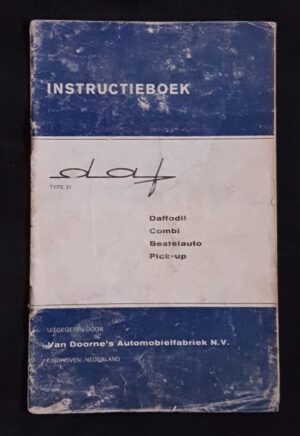 INSTRUCTIEBOEK
daf
TYPE 31
Daffodil
Combi
Bestelauto
Pick-up
UITGEGEVEN DOOR
Van Doorne's Automobielfabriek N.V.
EINDHOVEN - NEDERLAND